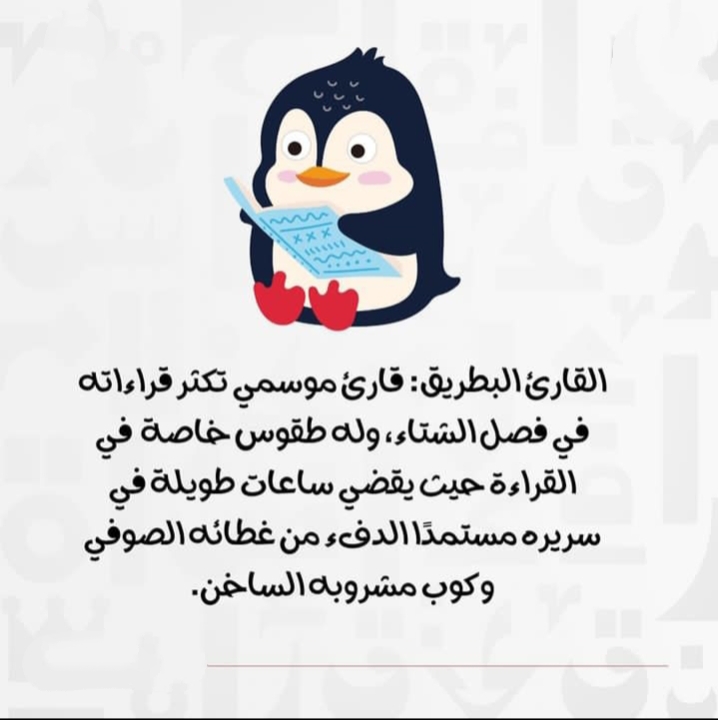 القارئ البطريق: قارئ موسمي تكثر قراءاته
في فصل الشتاء، وله طقوس خاصة في
القراءة حيث يقضي ساعات طويلة في
سريره مستمدًا الدفء من غطائه الصوفي
وكوب مشروبه الساخن.